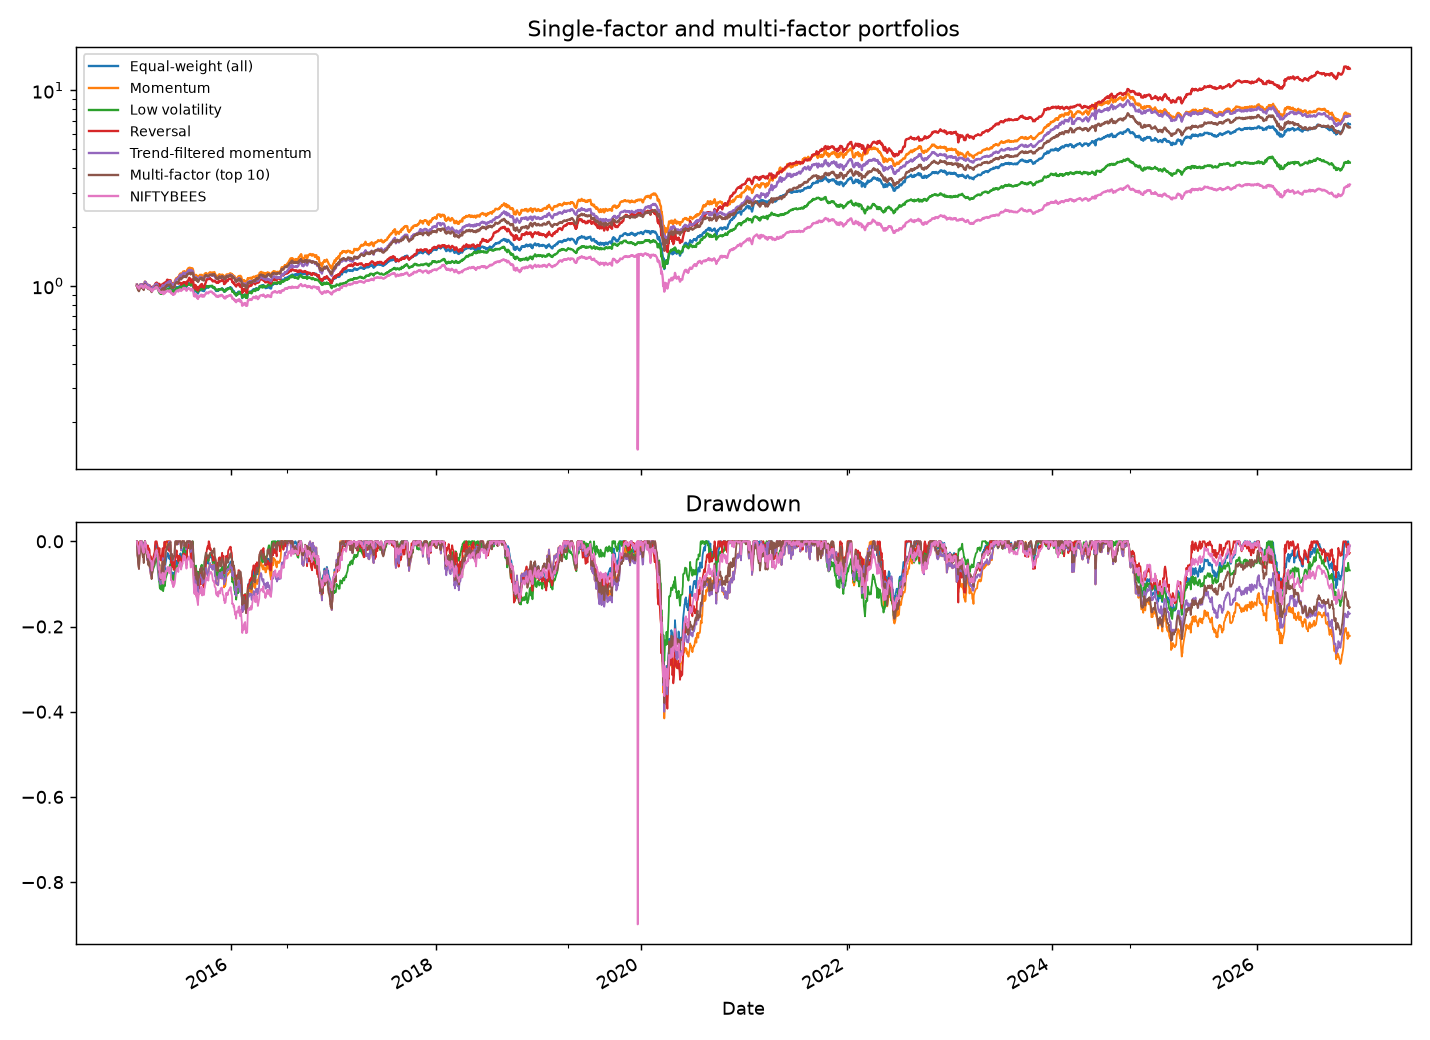 Single-factor and multi-factor portfolios
Equal-weight (all)
Momentum
Low volatility
Reversal
Trend-filtered momentum
Multi-factor (top 10)
NIFTYBEES
10¹
10⁰
Drawdown
0.0
−0.2
−0.4
−0.6
−0.8
2016
2018
2020
2022
2024
2026
Date